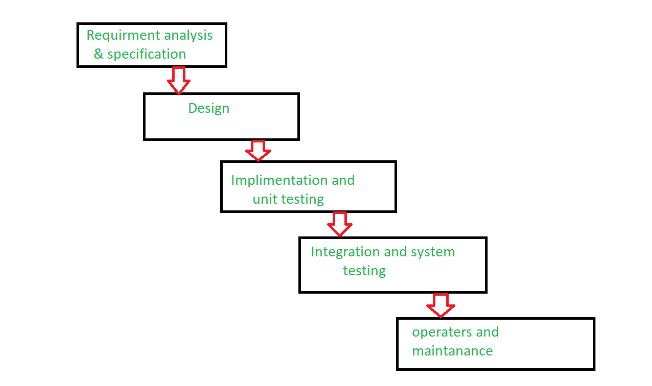 Requirment analysis
& specification
Design
Implimentation and
unit testing
Integration and system
testing
operaters and
maintanance